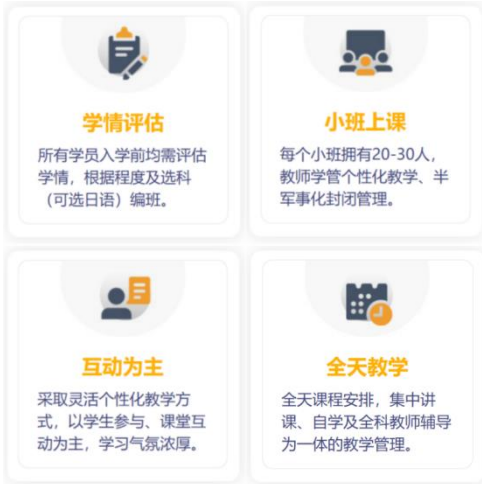 学情评估
所有学员入学前均需评估
学情，根据程度及选科
（可选日语）编班。
小班上课
每个小班拥有20-30人，
教师学管个性化教学、半
军事化封闭管理。
互动为主
采取灵活个性化教学方
式，以学生参与、课堂互
动为主，学习气氛浓厚。
全天教学
全天课程安排，集中讲
课、自学及全科教师辅导
为一体的教学管理。